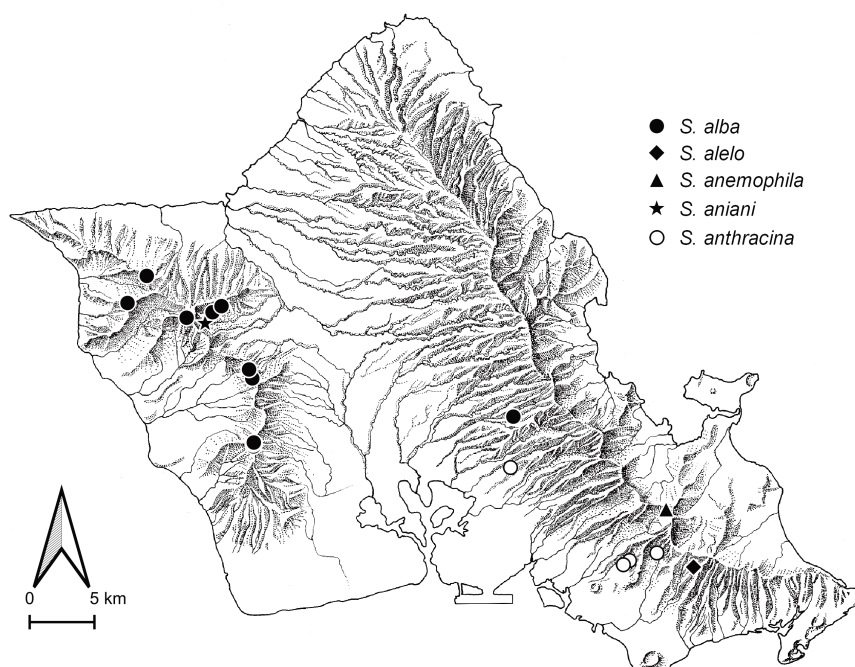 S. alba
S. alelo
S. anemophila
S. aniani
S. anthracina
0 5 km